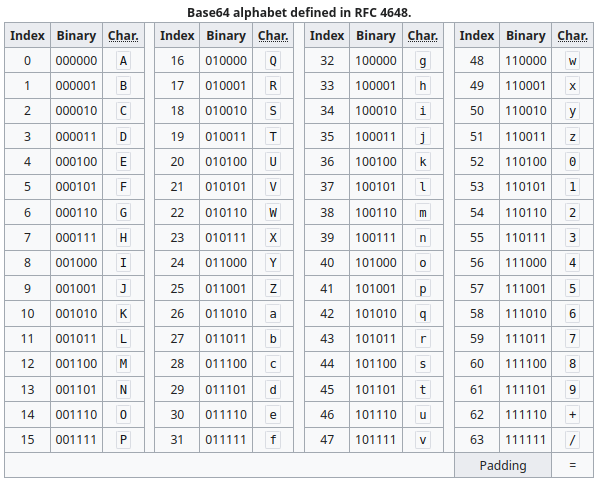 Base64 alphabet defined in RFC 4648.
Index Binary Char. Index Binary Char. Index Binary Char. Index Binary Char.
0 000000 A 16 010000 Q 32 100000 g 48 110000 w
1 000001 B 17 010001 R 33 100001 h 49 110001 x
2 000010 C 18 010010 S 34 100010 i 50 110010 y
3 000011 D 19 010011 T 35 100011 j 51 110011 z
4 000100 E 20 010100 U 36 100100 k 52 110100 0
5 000101 F 21 010101 V 37 100101 l 53 110101 1
6 000110 G 22 010110 W 38 100110 m 54 110110 2
7 000111 H 23 010111 X 39 100111 n 55 110111 3
8 001000 I 24 011000 Y 40 101000 o 56 111000 4
9 001001 J 25 011001 Z 41 101001 p 57 111001 5
10 001010 K 26 011010 a 42 101010 q 58 111010 6
11 001011 L 27 011011 b 43 101011 r 59 111011 7
12 001100 M 28 011100 c 44 101100 s 60 111100 8
13 001101 N 29 011101 d 45 101101 t 61 111101 9
14 001110 O 30 011110 e 46 101110 u 62 111110 +
15 001111 P 31 011111 f 47 101111 v 63 111111 /
Padding =